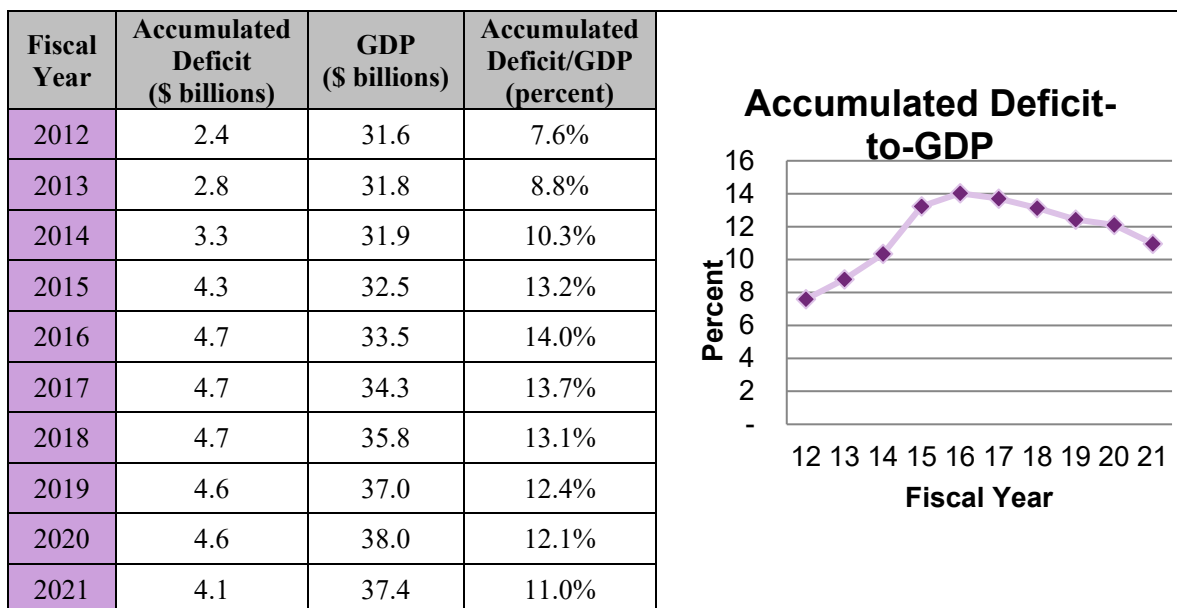 Fiscal Year
Accumulated Deficit ($ billions)
GDP ($ billions)
Accumulated Deficit/GDP (percent)
2012 2.4 31.6 7.6%
2013 2.8 31.8 8.8%
2014 3.3 31.9 10.3%
2015 4.3 32.5 13.2%
2016 4.7 33.5 14.0%
2017 4.7 34.3 13.7%
2018 4.7 35.8 13.1%
2019 4.6 37.0 12.4%
2020 4.6 38.0 12.1%
2021 4.1 37.4 11.0%
Accumulated Deficit-
to-GDP
Percent
16
14
12
10
8
6
4
2
-
12 13 14 15 16 17 18 19 20 21
Fiscal Year